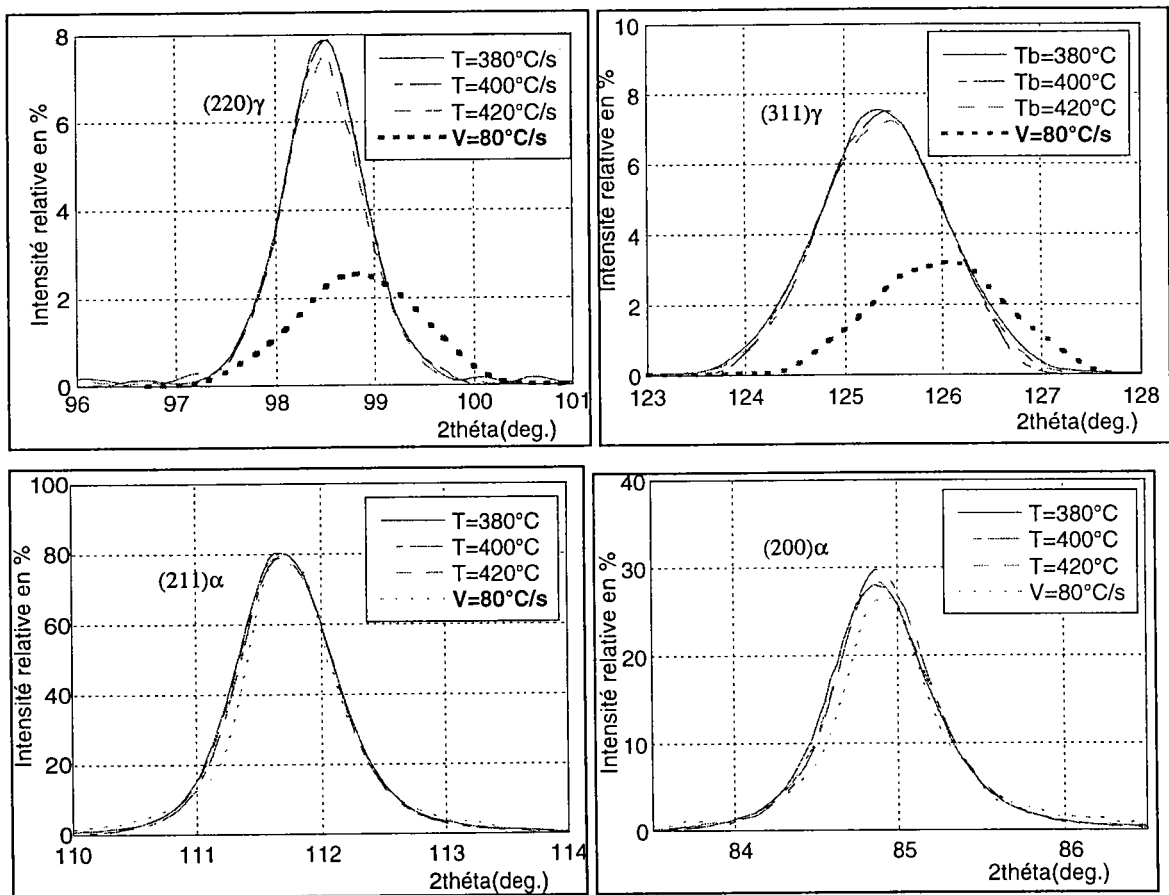 Intensité relative en %
8
6
4
2
0
(220)γ
T=380°C/s
T=400°C/s
T=420°C/s
V=80°C/s
96 97 98 99 100 101
2théta(deg.)
Intensité relative en %
10
8
6
4
2
0
(311)γ
Tb=380°C
Tb=400°C
Tb=420°C
V=80°C/s
123 124 125 126 127 128
2théta(deg.)
Intensité relative en %
100
80
60
40
20
0
(211)α
T=380°C
T=400°C
T=420°C
V=80°C/s
110 111 112 113 114
2théta(deg.)
Intensité relative en %
40
30
20
10
0
(200)α
T=380°C
T=400°C
T=420°C
V=80°C/s
84 85 86
2théta(deg.)